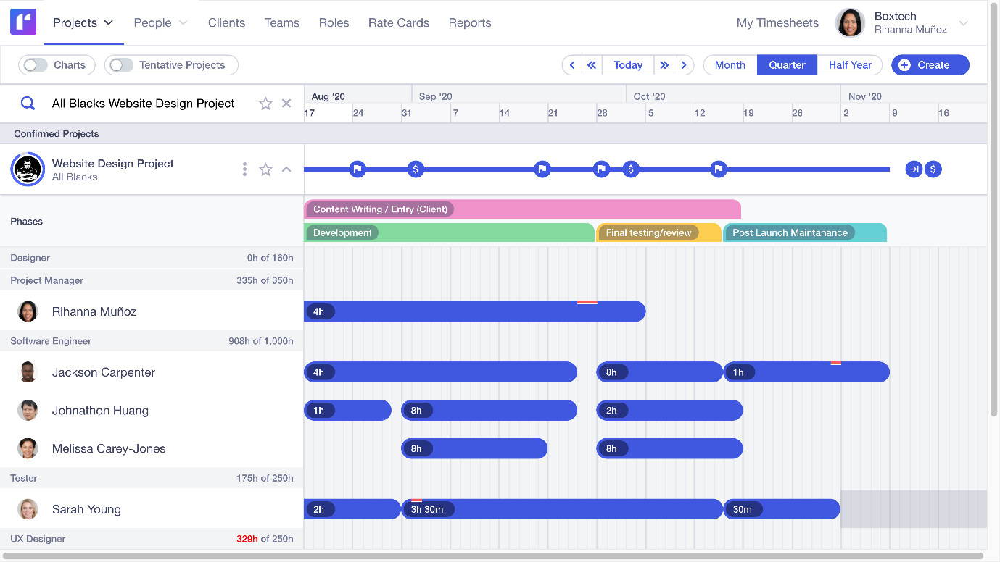 Projects People Clients Teams Roles Rate Cards Reports My Timesheets Boxtech
Rihanna Muñoz
Charts Tentative Projects Today Month Quarter Half Year Create
All Blacks Website Design Project
Aug '20 Sep '20 Oct '20 Nov '20
17 24 31 7 14 21 28 5 12 19 26 2 9 16
Confirmed Projects
Website Design Project
All Blacks
$ $ $
Phases
Content Writing / Entry (Client)
Development Final testing/review Post Launch Maintanance
Designer 0h of 160h
Project Manager 335h of 350h
Rihanna Muñoz 4h
Software Engineer 908h of 1,000h
Jackson Carpenter 4h 8h 1h
Johnathon Huang 1h 8h 2h
Melissa Carey-Jones 8h 8h
Tester 175h of 250h
Sarah Young 2h 3h 30m 30m
UX Designer 329h of 250h